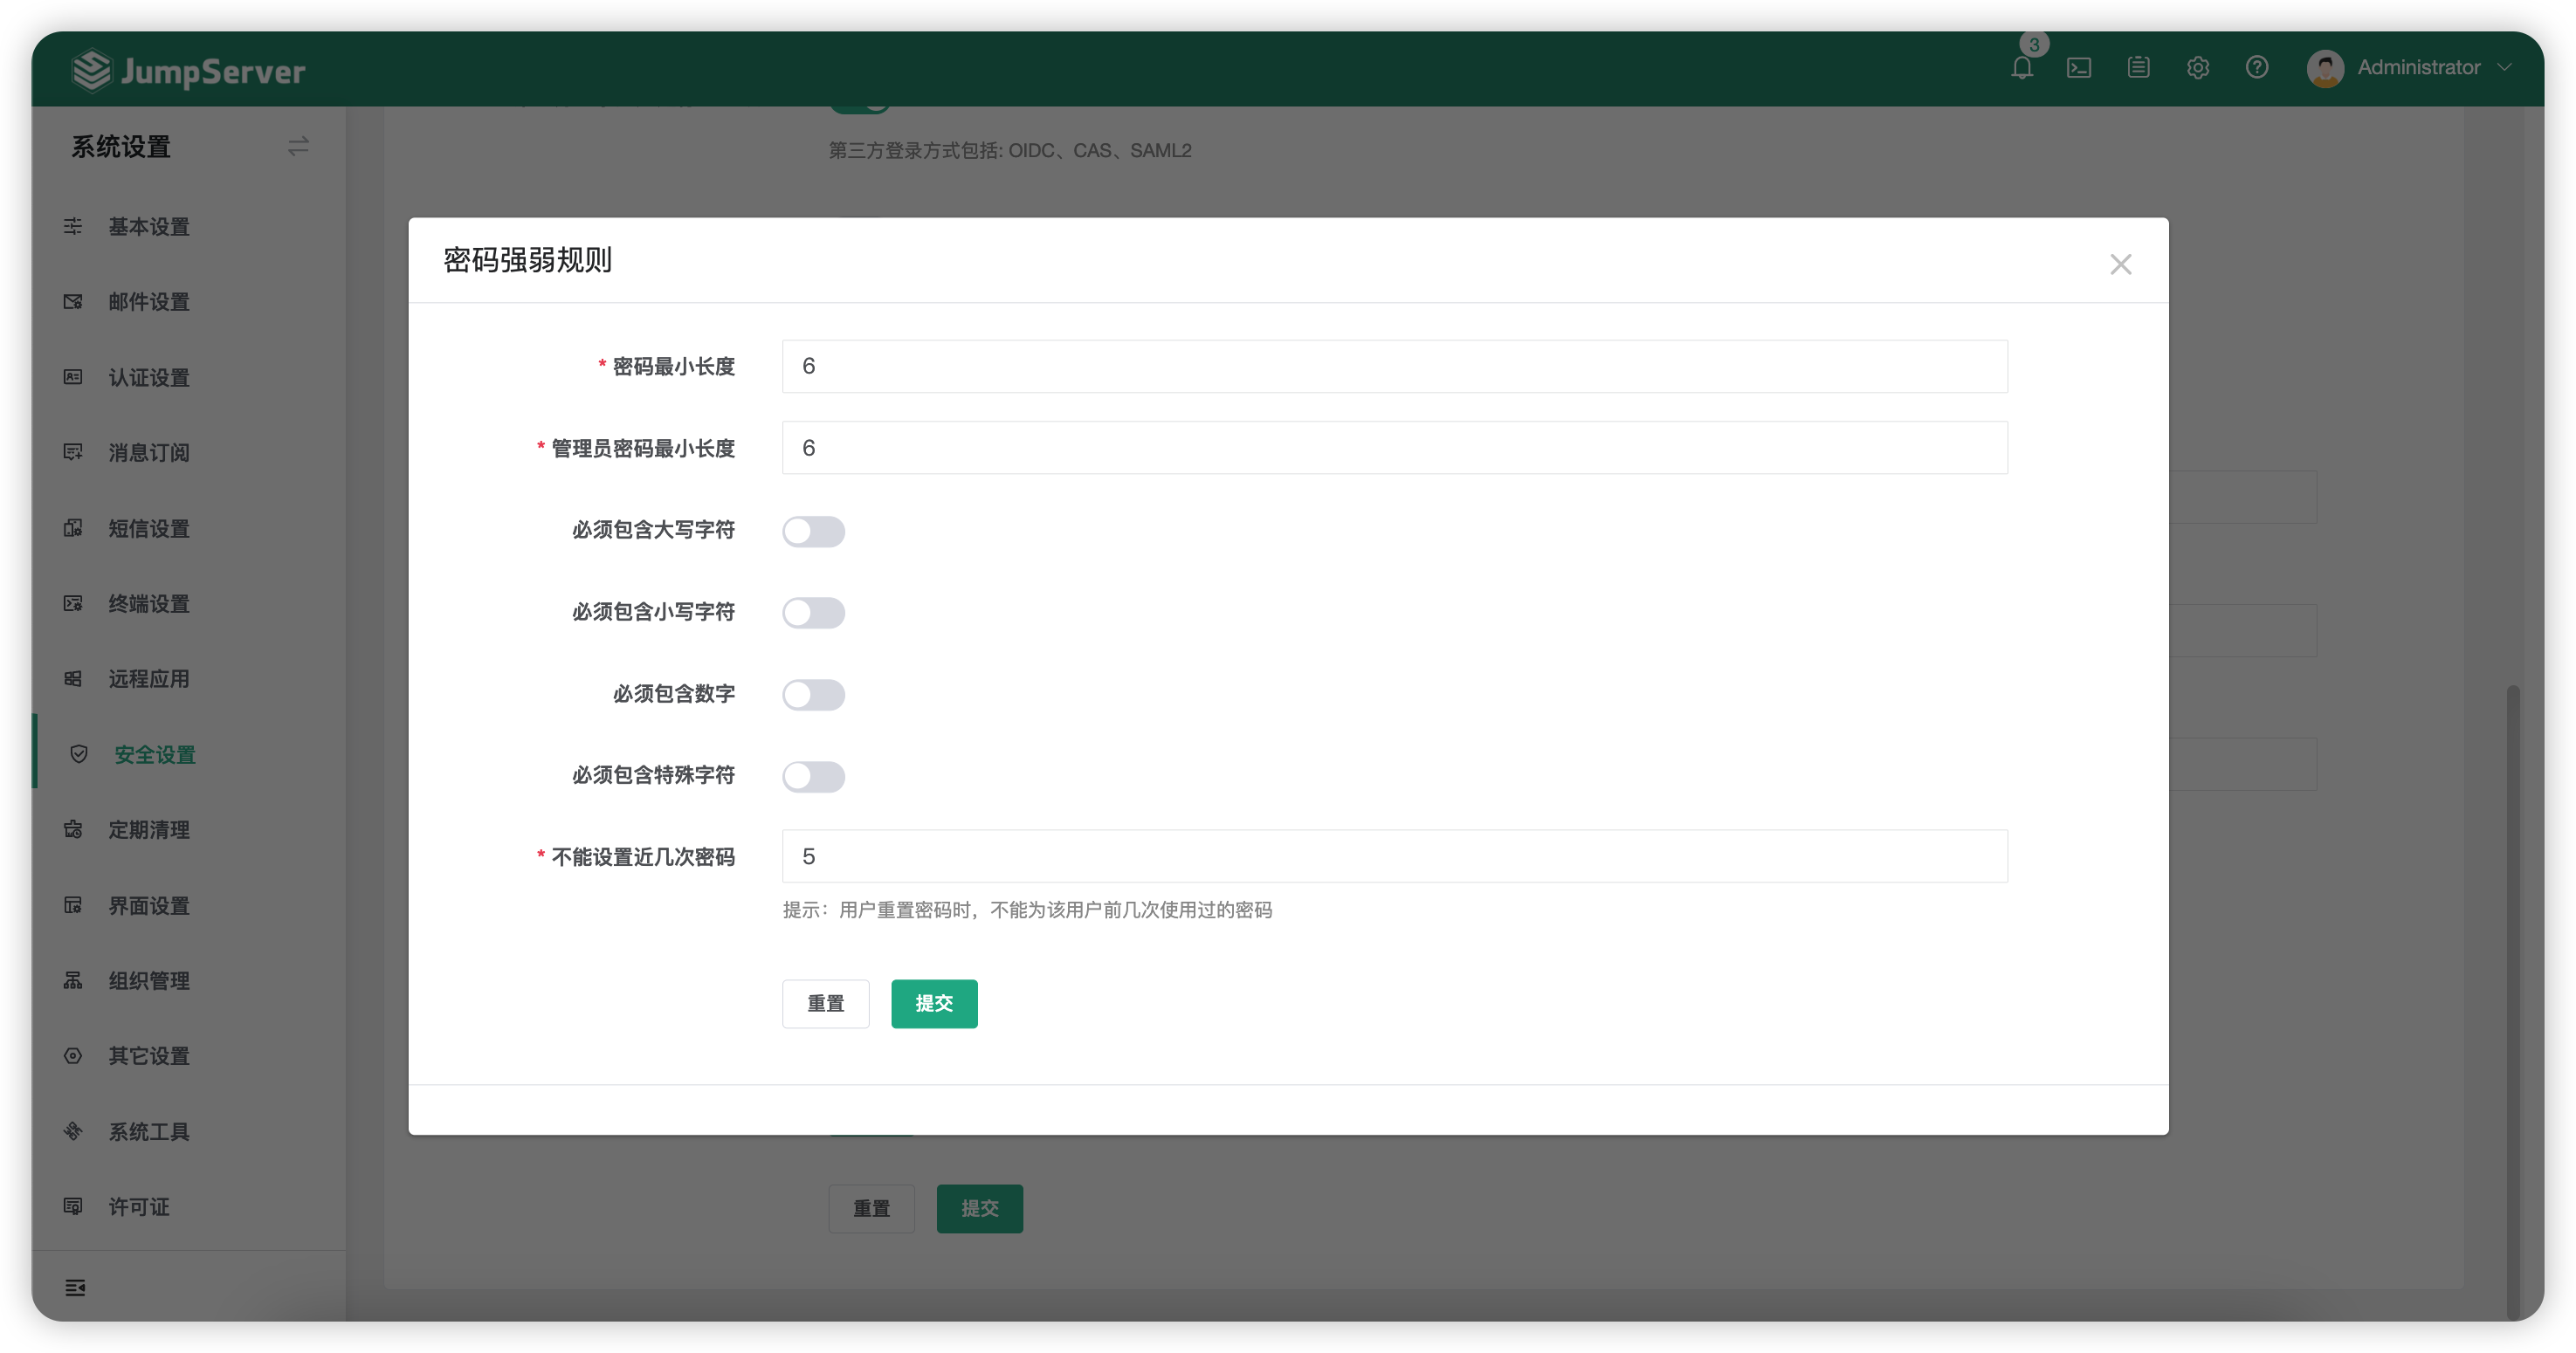 JumpServer
3
Administrator
系统设置
第三方登录方式包括: OIDC、CAS、SAML2
基本设置
邮件设置
认证设置
消息订阅
短信设置
终端设置
远程应用
安全设置
定期清理
界面设置
组织管理
其它设置
系统工具
许可证
密码强弱规则
* 密码最小长度
6
* 管理员密码最小长度
6
必须包含大写字符
必须包含小写字符
必须包含数字
必须包含特殊字符
* 不能设置近几次密码
5
提示：用户重置密码时，不能为该用户前几次使用过的密码
重置 提交
重置 提交